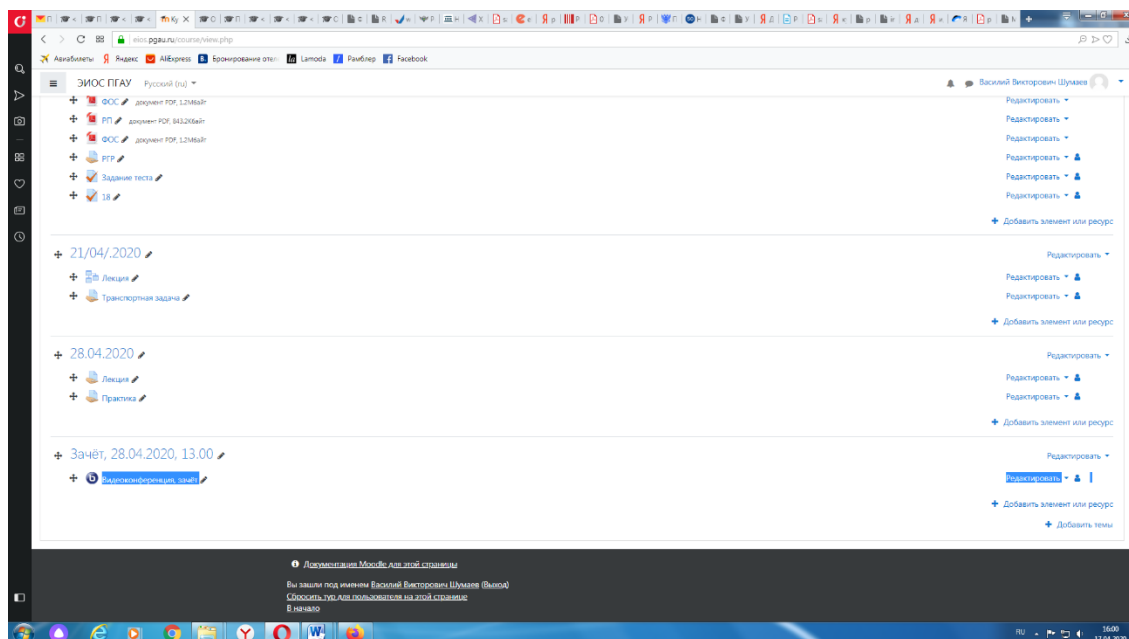 eios.pgau.ru/course/view.php
Авиабилеты Яндекс AliExpress Бронирование отел Lamoda Рамблер Facebook
ЭИОС ПГАУ Русский (ru) Василий Викторович Шумаев
ФОС документ PDF, 1.2Мбайт Редактировать
РП документ PDF, 843.2Кбайт Редактировать
ФОС документ PDF, 1.2Мбайт Редактировать
РГР Редактировать
Задание теста Редактировать
18 Редактировать
Добавить элемент или ресурс
21/04/.2020 Редактировать
Лекция Редактировать
Транспортная задача Редактировать
Добавить элемент или ресурс
28.04.2020 Редактировать
Лекция Редактировать
Практика Редактировать
Добавить элемент или ресурс
Зачёт, 28.04.2020, 13.00 Редактировать
Видеоконференция, зачёт Редактировать
Добавить элемент или ресурс
Добавить темы
Документация Moodle для этой страницы
Вы зашли под именем Василий Викторович Шумаев (Выход)
Сбросить тур для пользователя на этой странице
В начало
RU 16:00
17.04.2020